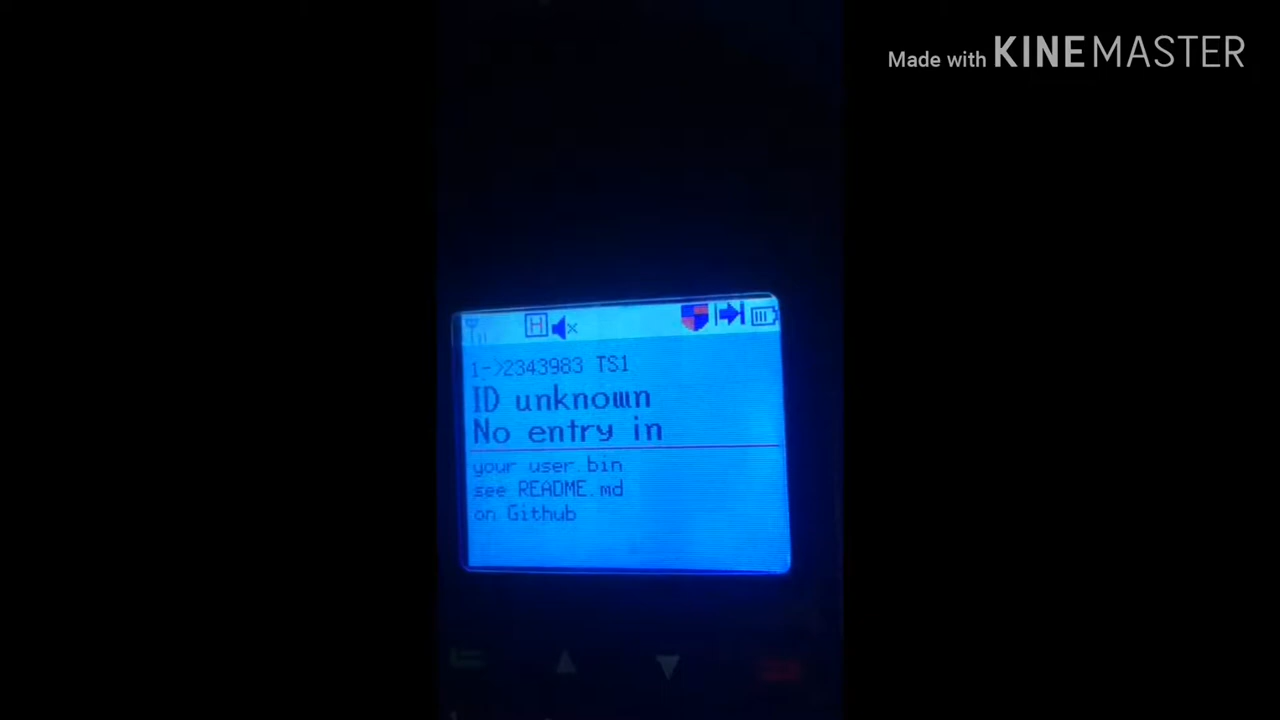 Made with KINEMASTER
H
1->2343983 TS1
ID unknown
No entry in
your user.bin
see README.md
on Github